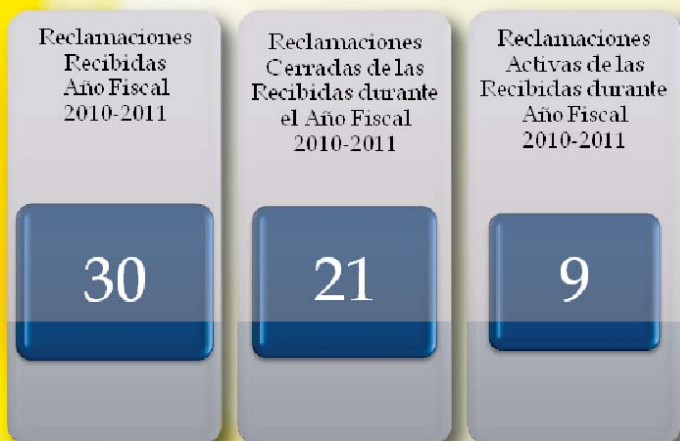 Reclamaciones
Recibidas
Año Fiscal
2010-2011
30
Reclamaciones
Cerradas de las
Recibidas durante
el Año Fiscal
2010-2011
21
Reclamaciones
Activas de las
Recibidas durante
Año Fiscal
2010-2011
9